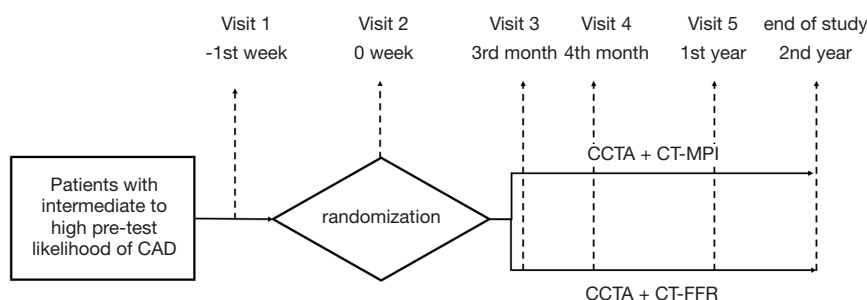 Visit 1 Visit 2 Visit 3 Visit 4 Visit 5 end of study
-1st week 0 week 3rd month 4th month 1st year 2nd year
CCTA + CT-MPI
Patients with
intermediate to
high pre-test
likelihood of CAD
randomization
CCTA + CT-FFR